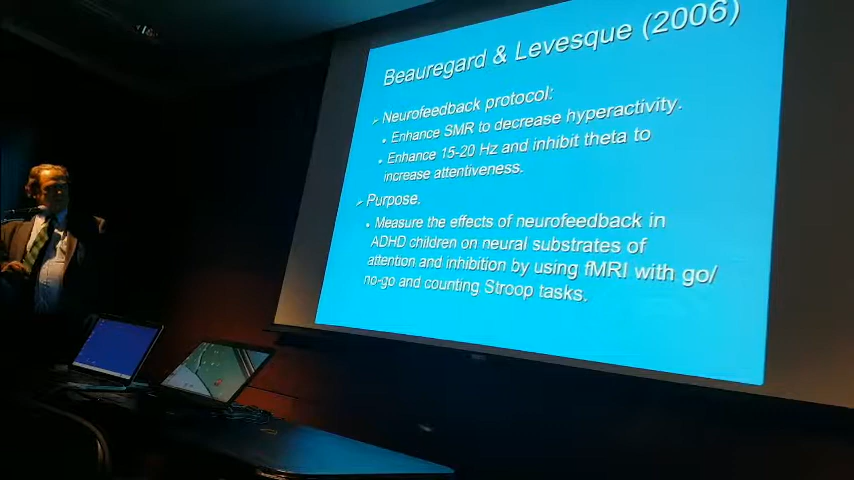 Beauregard & Levesque (2006)
Neurofeedback protocol:
Enhance SMR to decrease hyperactivity.
Enhance 15-20 Hz and inhibit theta to
increase attentiveness.
Purpose.
Measure the effects of neurofeedback in
ADHD children on neural substrates of
attention and inhibition by using fMRI with go/
no-go and counting Stroop tasks.